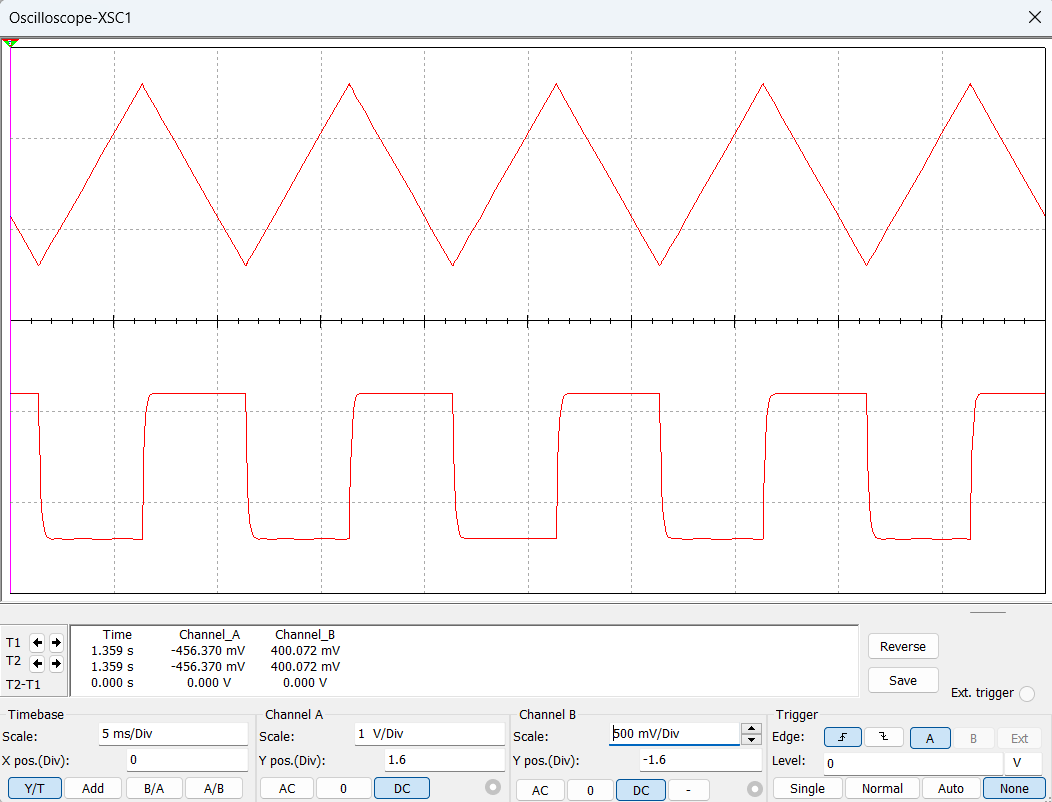 Oscilloscope-XSC1
T1
T2
T2-T1
Time Channel_A Channel_B
1.359 s -456.370 mV 400.072 mV
1.359 s -456.370 mV 400.072 mV
0.000 s 0.000 V 0.000 V
Reverse
Save
Ext. trigger
Timebase
Scale: 5 ms/Div
X pos.(Div): 0
Y/T Add B/A A/B
Channel A
Scale: 1 V/Div
Y pos.(Div): 1.6
AC 0 DC
Channel B
Scale: 500 mV/Div
Y pos.(Div): -1.6
AC 0 DC -
Trigger
Edge: A B Ext
Level: 0 V
Single Normal Auto None